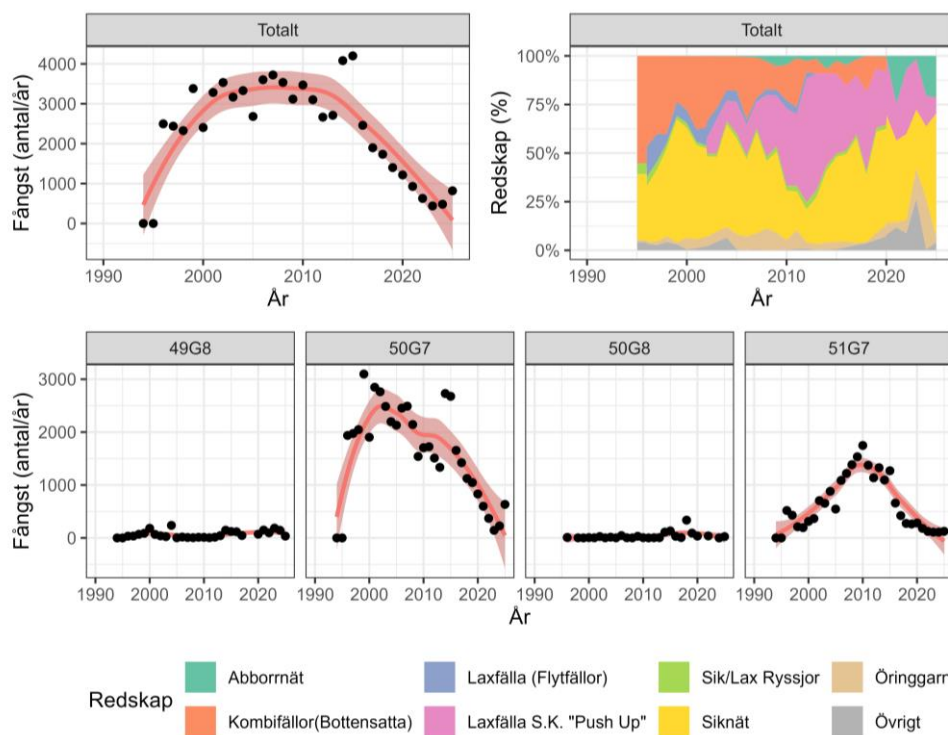 Totalt
Fångst (antal/år)
4000
3000
2000
1000
0
1990
2000
2010
2020
År
Totalt
Redskap (%)
100%
75%
50%
25%
0%
1990
2000
2010
2020
År
49G8
50G7
50G8
51G7
Fångst (antal/år)
3000
2000
1000
0
1990 2000 2010 2020
1990 2000 2010 2020
1990 2000 2010 2020
1990 2000 2010 2020
År
Redskap
Abborrnät
Kombifällor(Bottensatta)
Laxfälla (Flytfällor)
Laxfälla S.K. "Push Up"
Sik/Lax Ryssjor
Siknät
Öringgarn
Övrigt